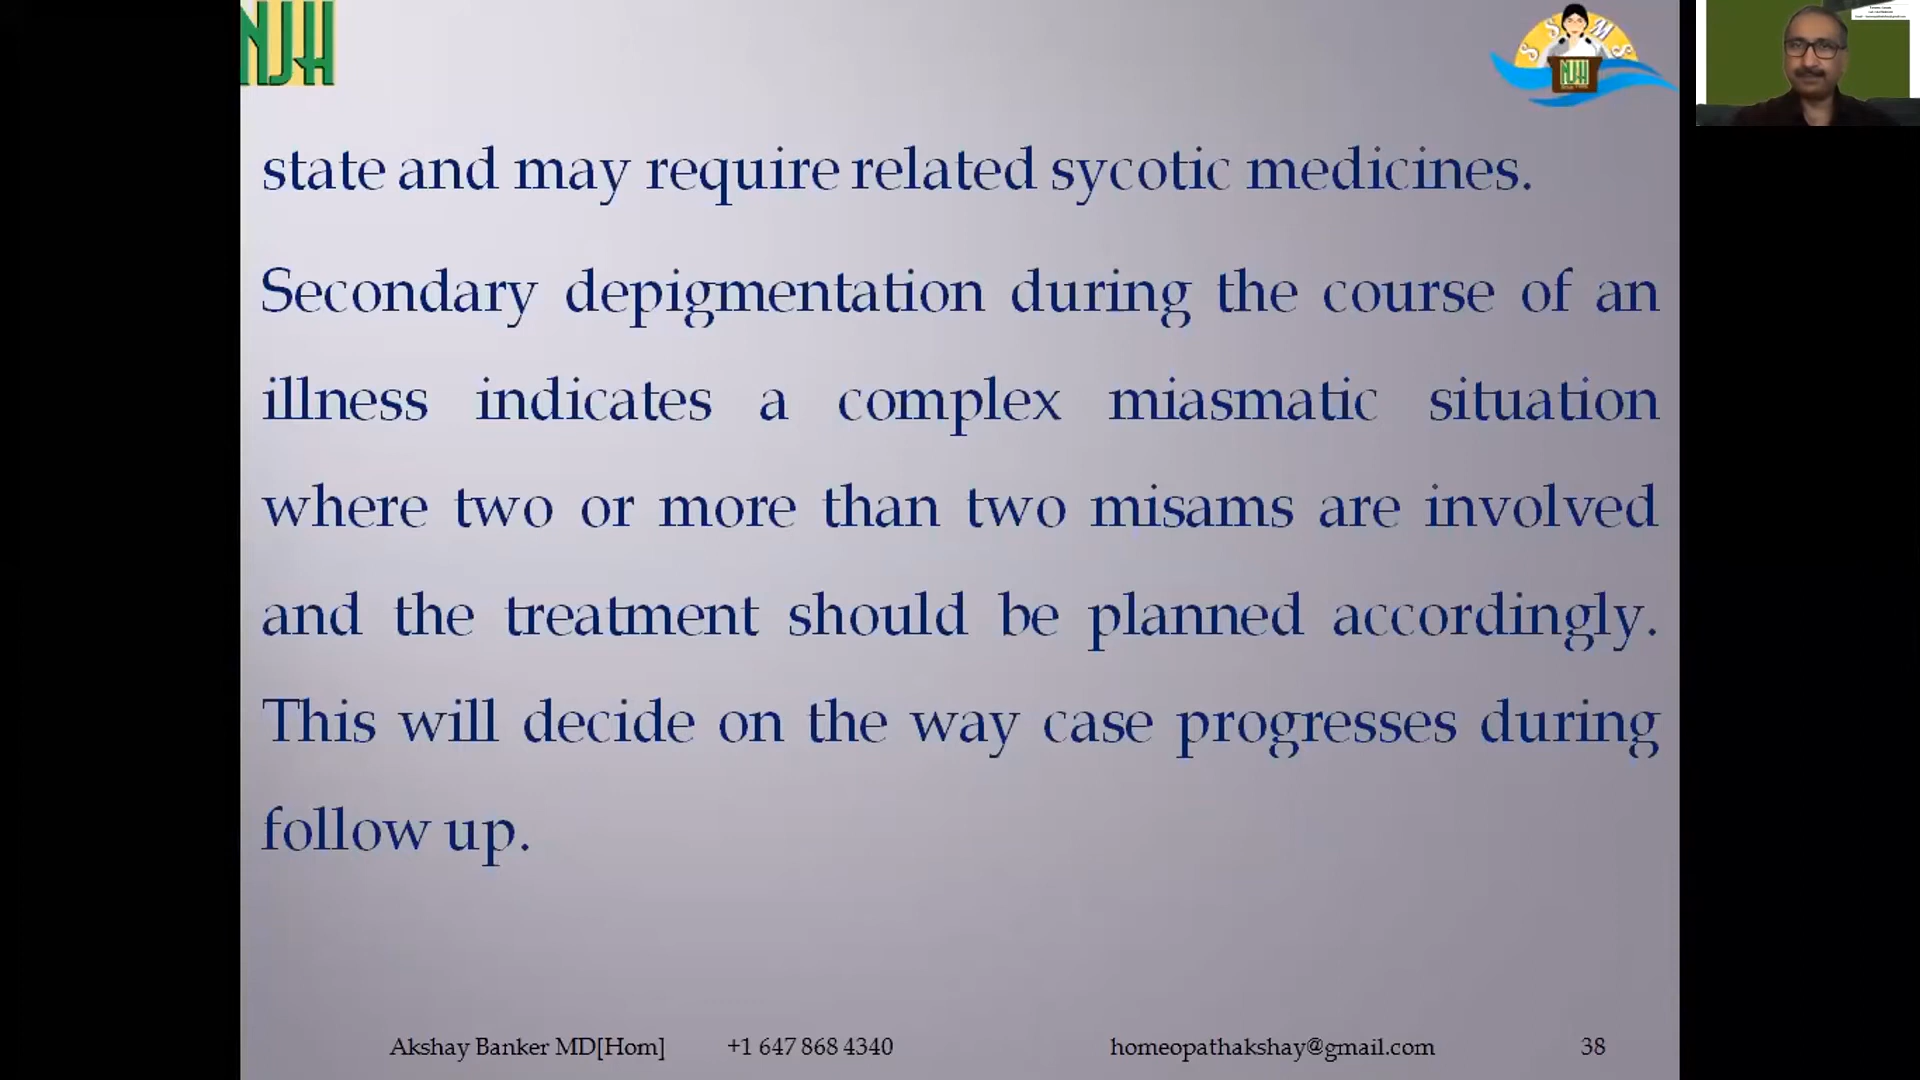 NJH
S S M S
NJH
state and may require related sycotic medicines.
Secondary depigmentation during the course of an
illness indicates a complex miasmatic situation
where two or more than two misams are involved
and the treatment should be planned accordingly.
This will decide on the way case progresses during
follow up.
Akshay Banker MD[Hom] +1 647 868 4340 homeopathakshay@gmail.com 38